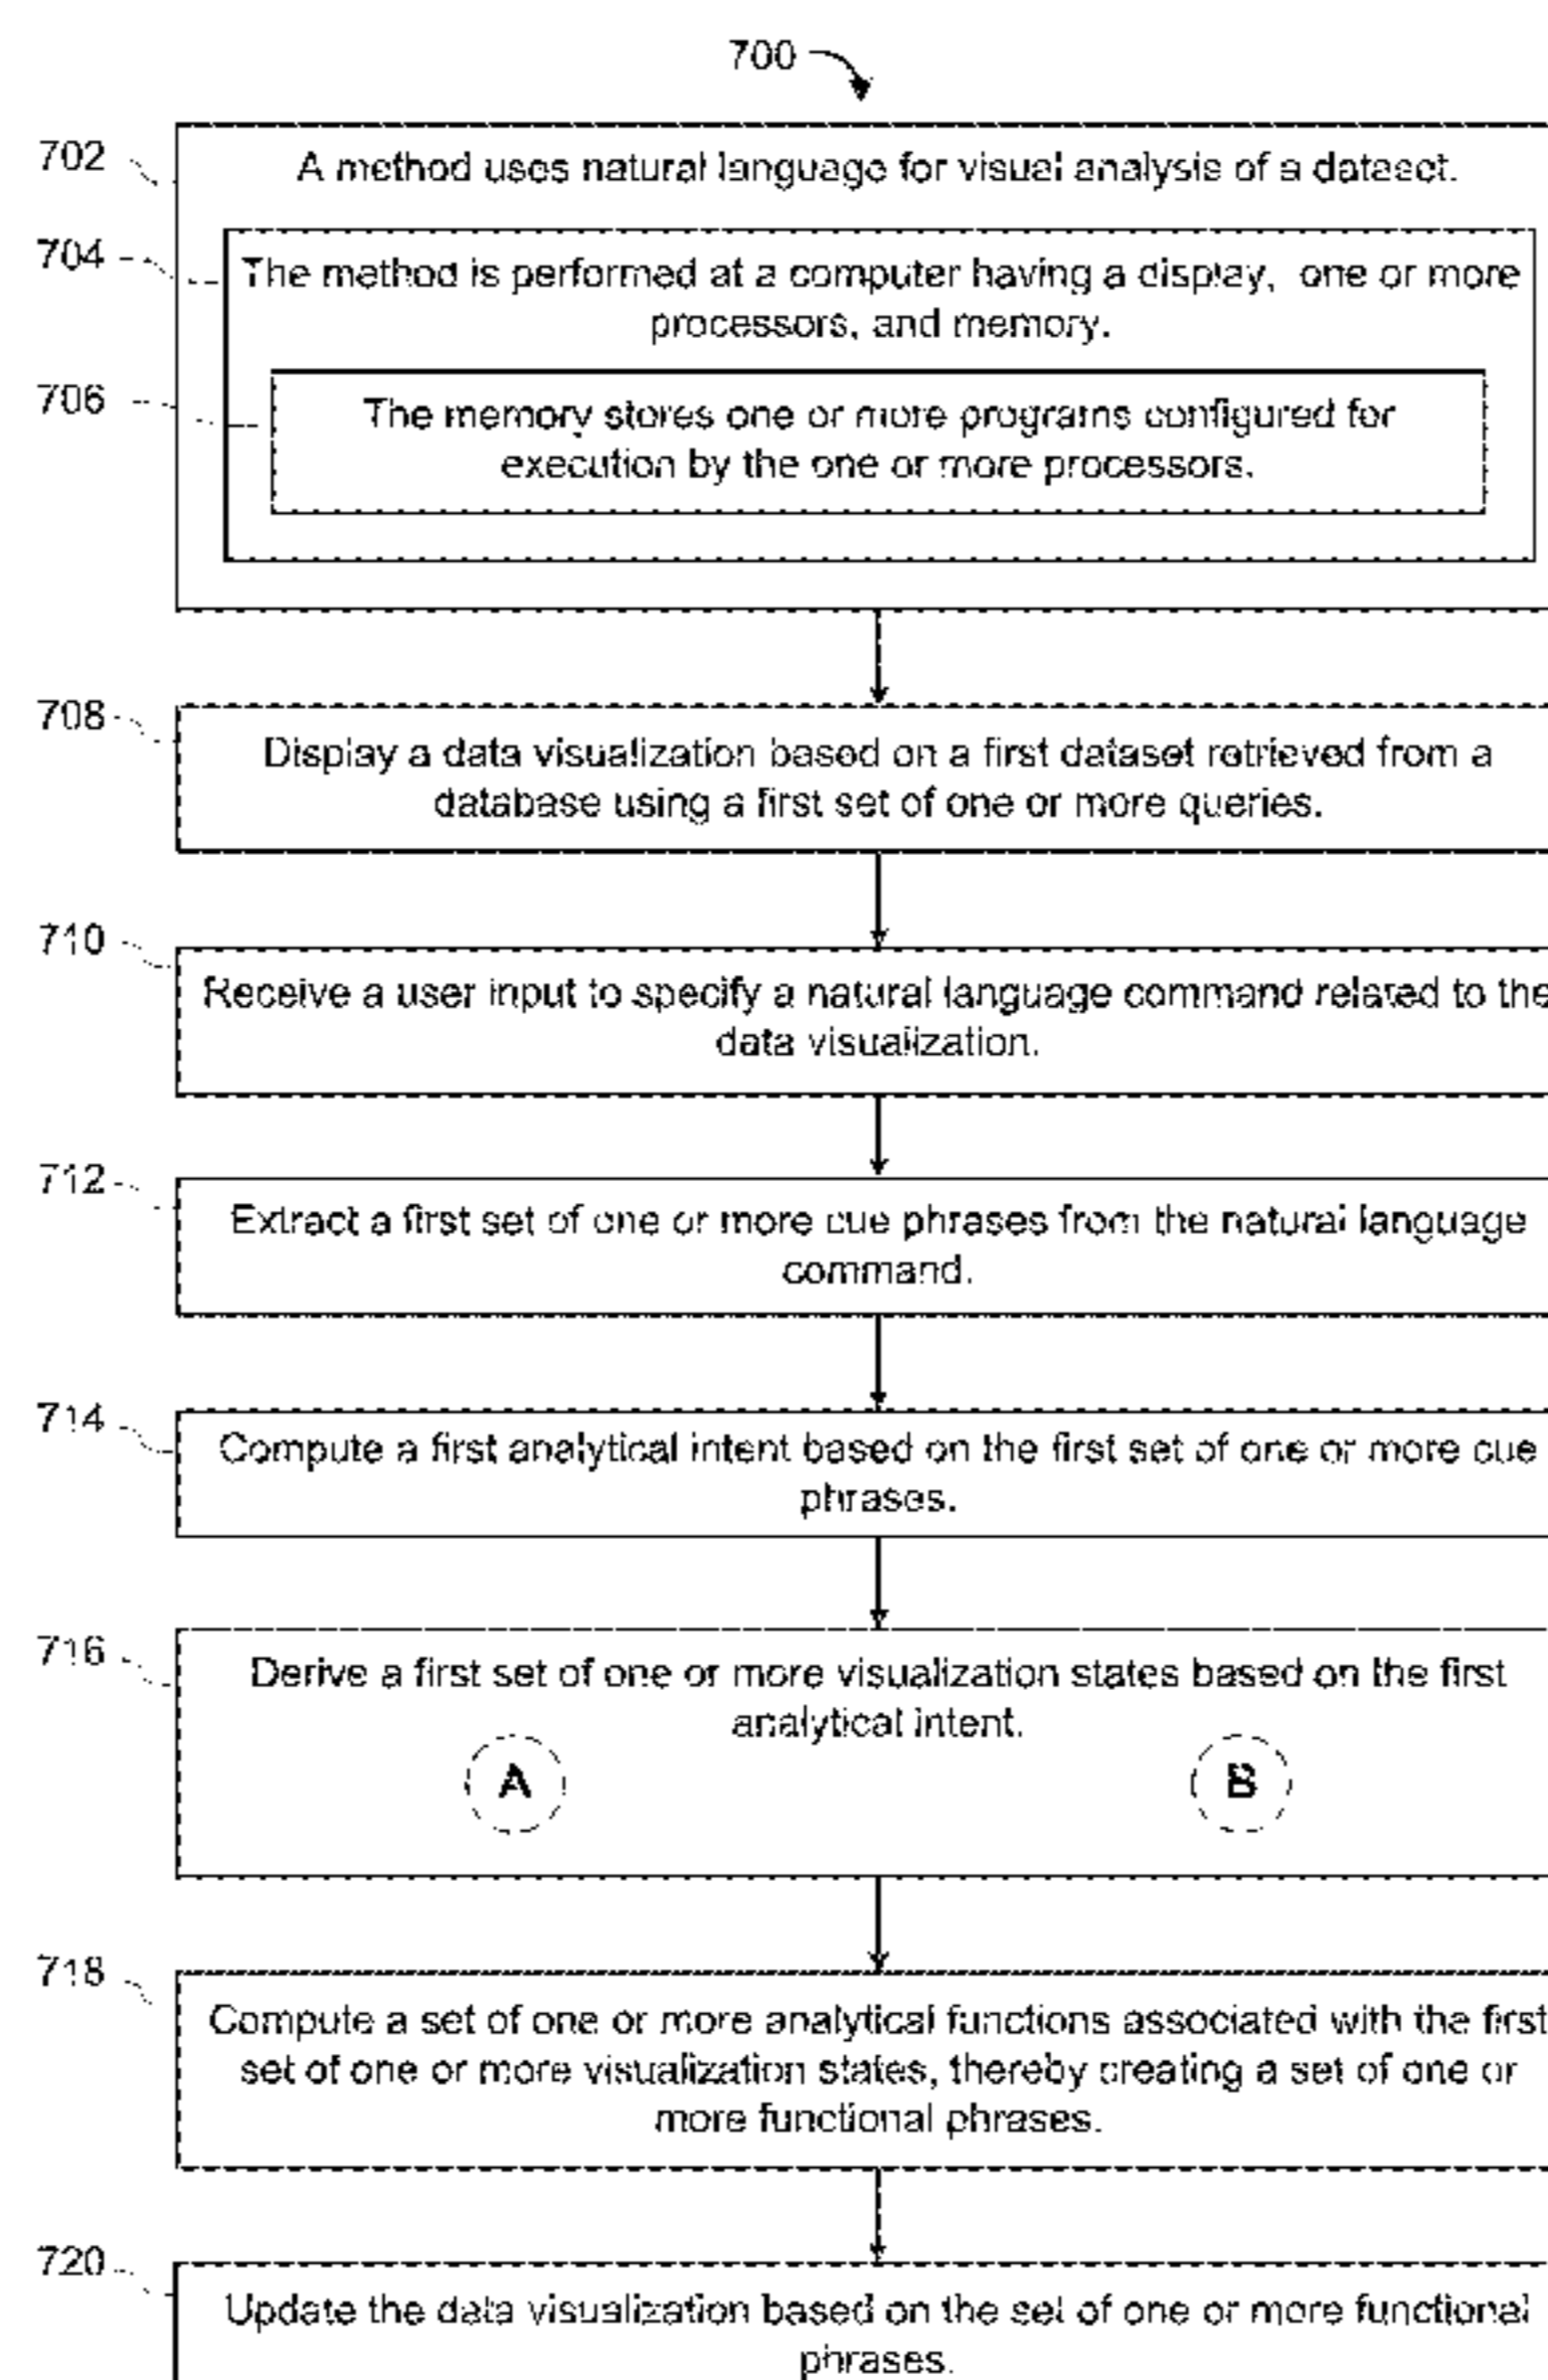 700
702
A method uses natural language for visual analysis of a dataset.
704
The method is performed at a computer having a display, one or more
processors, and memory.
706
The memory stores one or more programs configured for
execution by the one or more processors.
708
Display a data visualization based on a first dataset retrieved from a
database using a first set of one or more queries.
710
Receive a user input to specify a natural language command related to the
data visualization.
712
Extract a first set of one or more cue phrases from the natural language
command.
714
Compute a first analytical intent based on the first set of one or more cue
phrases.
716
Derive a first set of one or more visualization states based on the first
analytical intent.
A
B
718
Compute a set of one or more analytical functions associated with the first
set of one or more visualization states, thereby creating a set of one or
more functional phrases.
720
Update the data visualization based on the set of one or more functional
phrases.